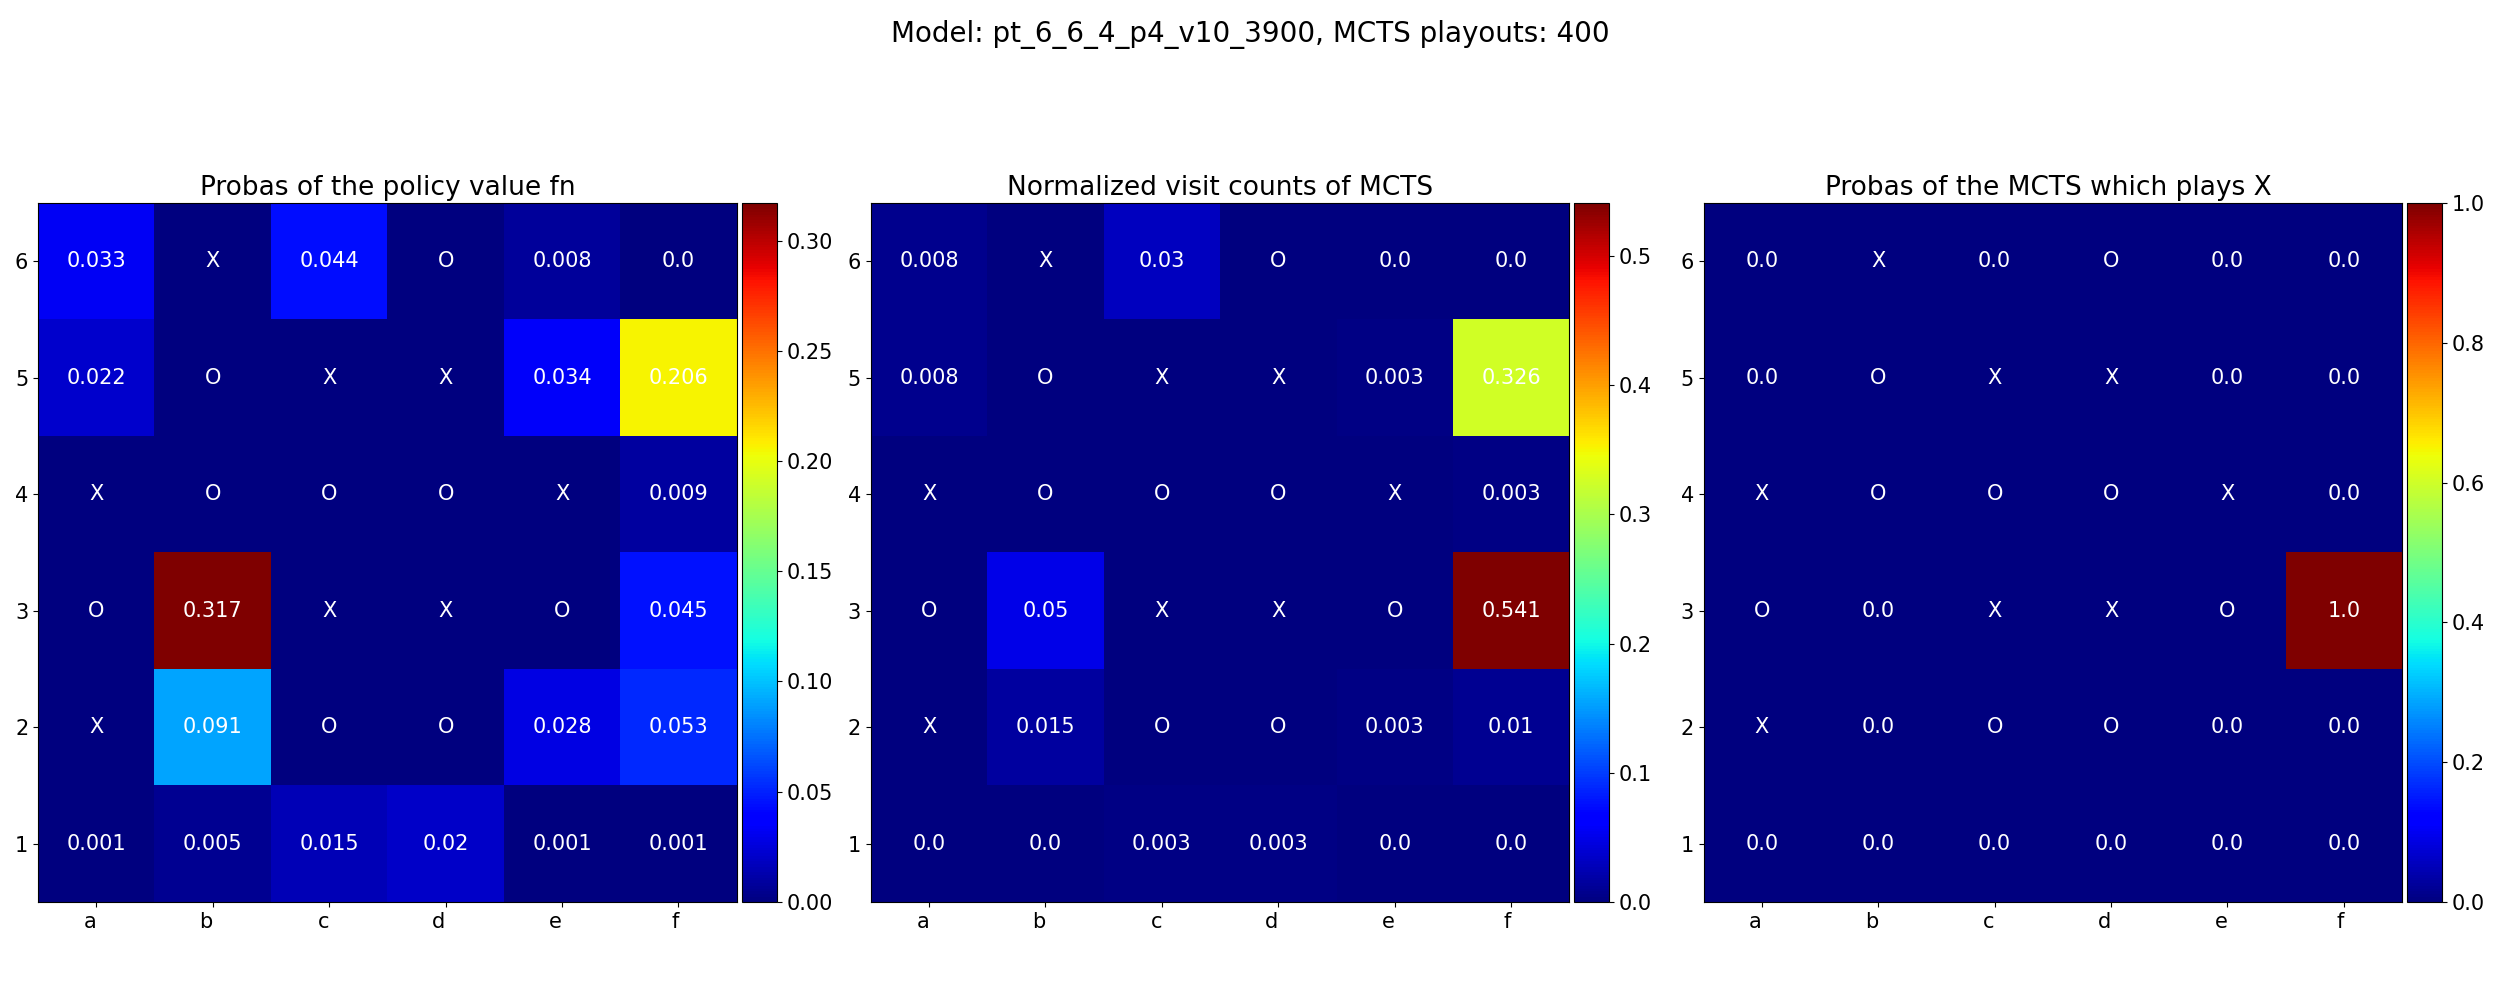 Model: pt_6_6_4_p4_v10_3900, MCTS playouts: 400
Probas of the policy value fn
6 0.033 X 0.044 O 0.008 0.0
5 0.022 O X X 0.034 0.206
4 X O O O X 0.009
3 O 0.317 X X O 0.045
2 X 0.091 O O 0.028 0.053
1 0.001 0.005 0.015 0.02 0.001 0.001
a b c d e f
0.30
0.25
0.20
0.15
0.10
0.05
0.00
Normalized visit counts of MCTS
6 0.008 X 0.03 O 0.0 0.0
5 0.008 O X X 0.003 0.326
4 X O O O X 0.003
3 O 0.05 X X O 0.541
2 X 0.015 O O 0.003 0.01
1 0.0 0.0 0.003 0.003 0.0 0.0
a b c d e f
0.5
0.4
0.3
0.2
0.1
0.0
Probas of the MCTS which plays X
6 0.0 X 0.0 O 0.0 0.0
5 0.0 O X X 0.0 0.0
4 X O O O X 0.0
3 O 0.0 X X O 1.0
2 X 0.0 O O 0.0 0.0
1 0.0 0.0 0.0 0.0 0.0 0.0
a b c d e f
1.0
0.8
0.6
0.4
0.2
0.0